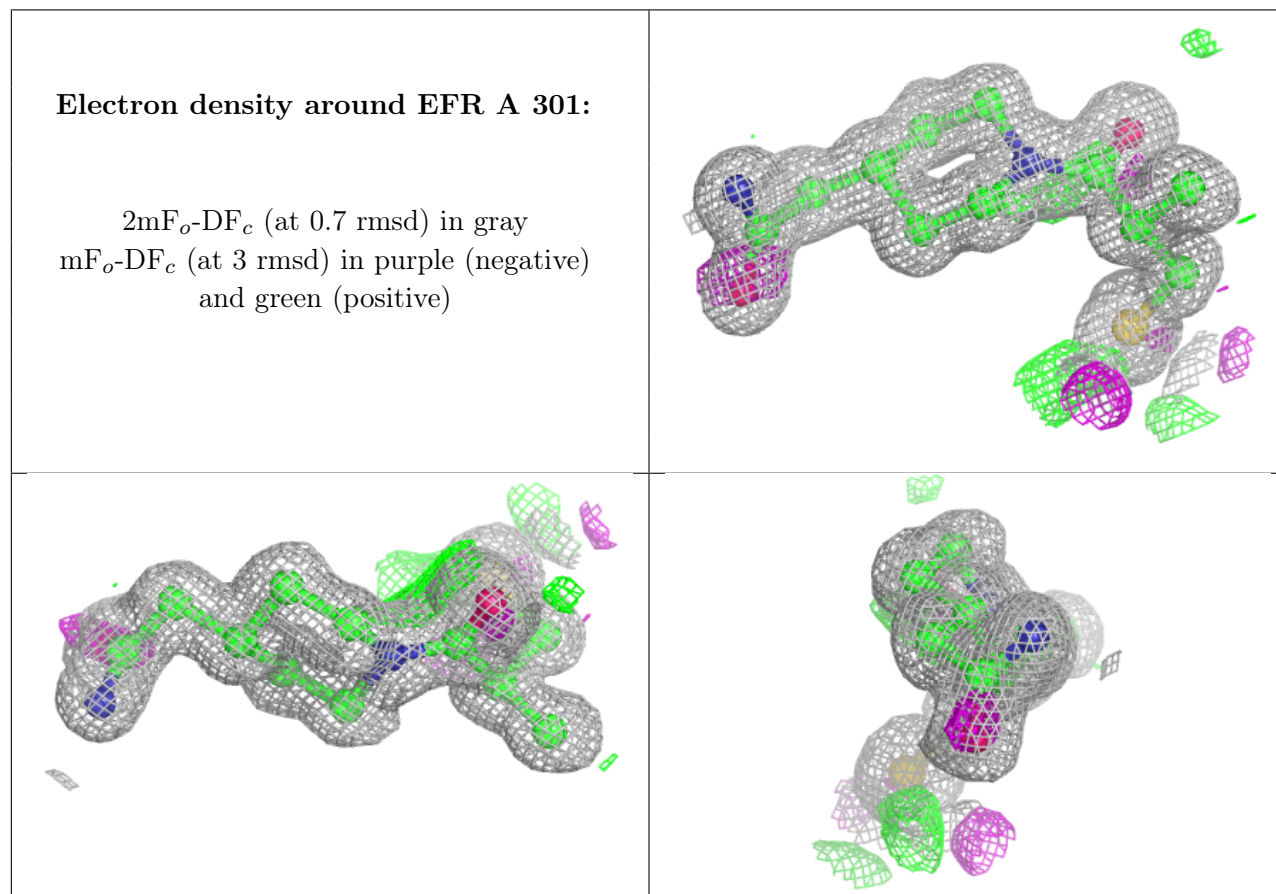 Electron density around EFR A 301:
2mFo-DFc (at 0.7 rmsd) in gray
mFo-DFc (at 3 rmsd) in purple (negative)
and green (positive)